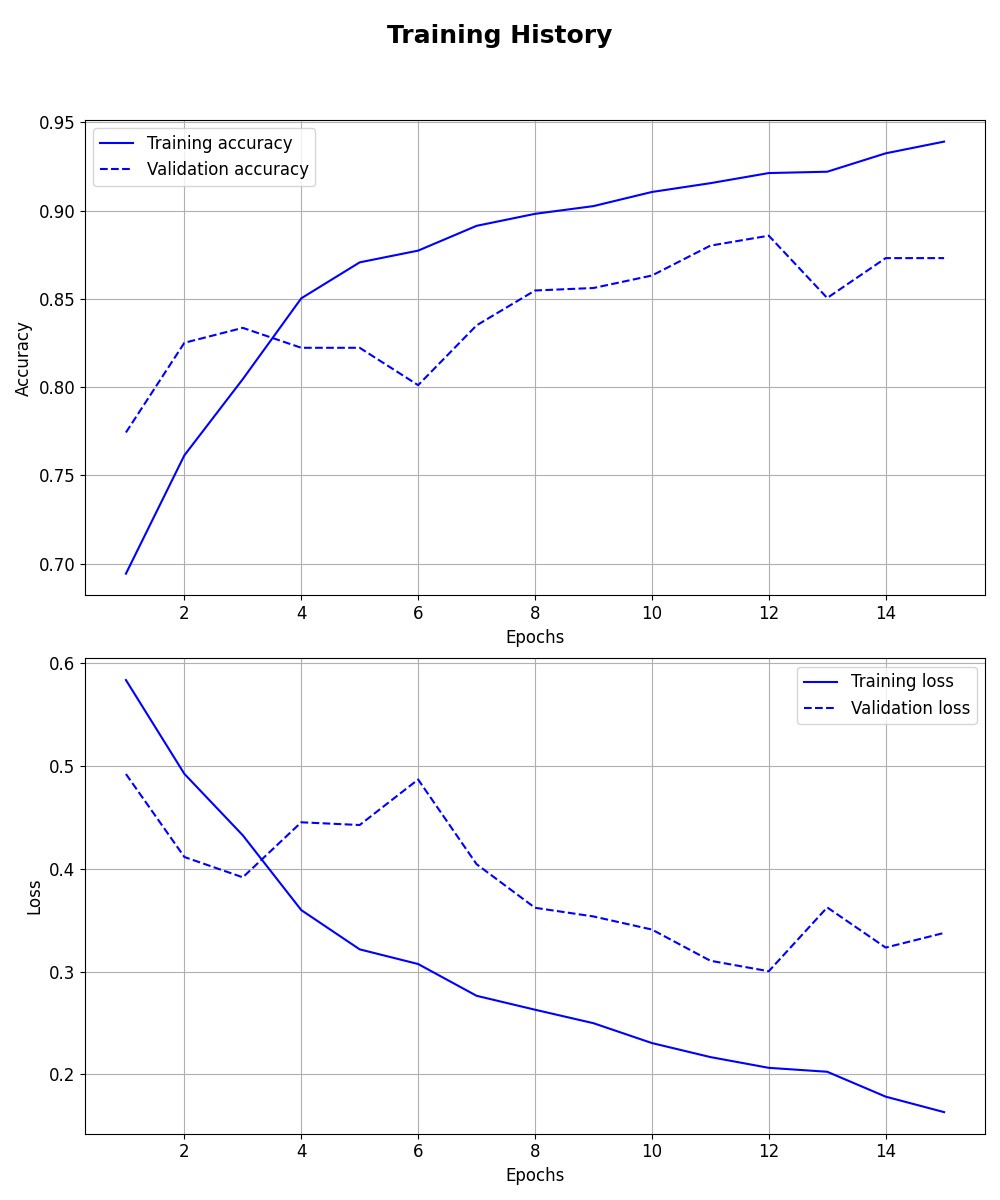 Training History
0.95
0.90
0.85
0.80
0.75
0.70
Accuracy
Training accuracy
Validation accuracy
2 4 6 8 10 12 14
Epochs
0.6
0.5
0.4
0.3
0.2
Loss
Training loss
Validation loss
2 4 6 8 10 12 14
Epochs